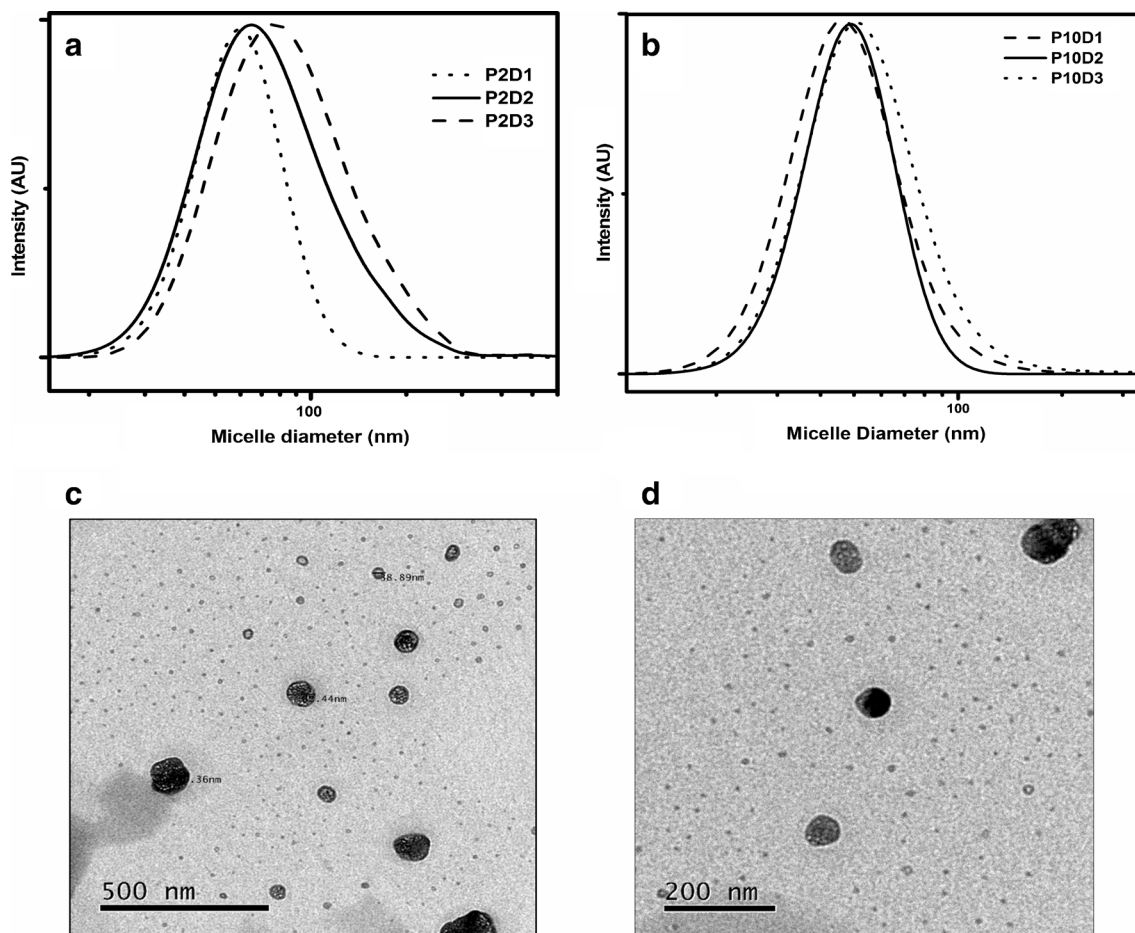 a
P2D1
P2D2
P2D3
Intensity (AU)
100
Micelle diameter (nm)
b
P10D1
P10D2
P10D3
Intensity (AU)
100
Micelle Diameter (nm)
c
38.89nm
.44nm
.36nm
500 nm
d
200 nm